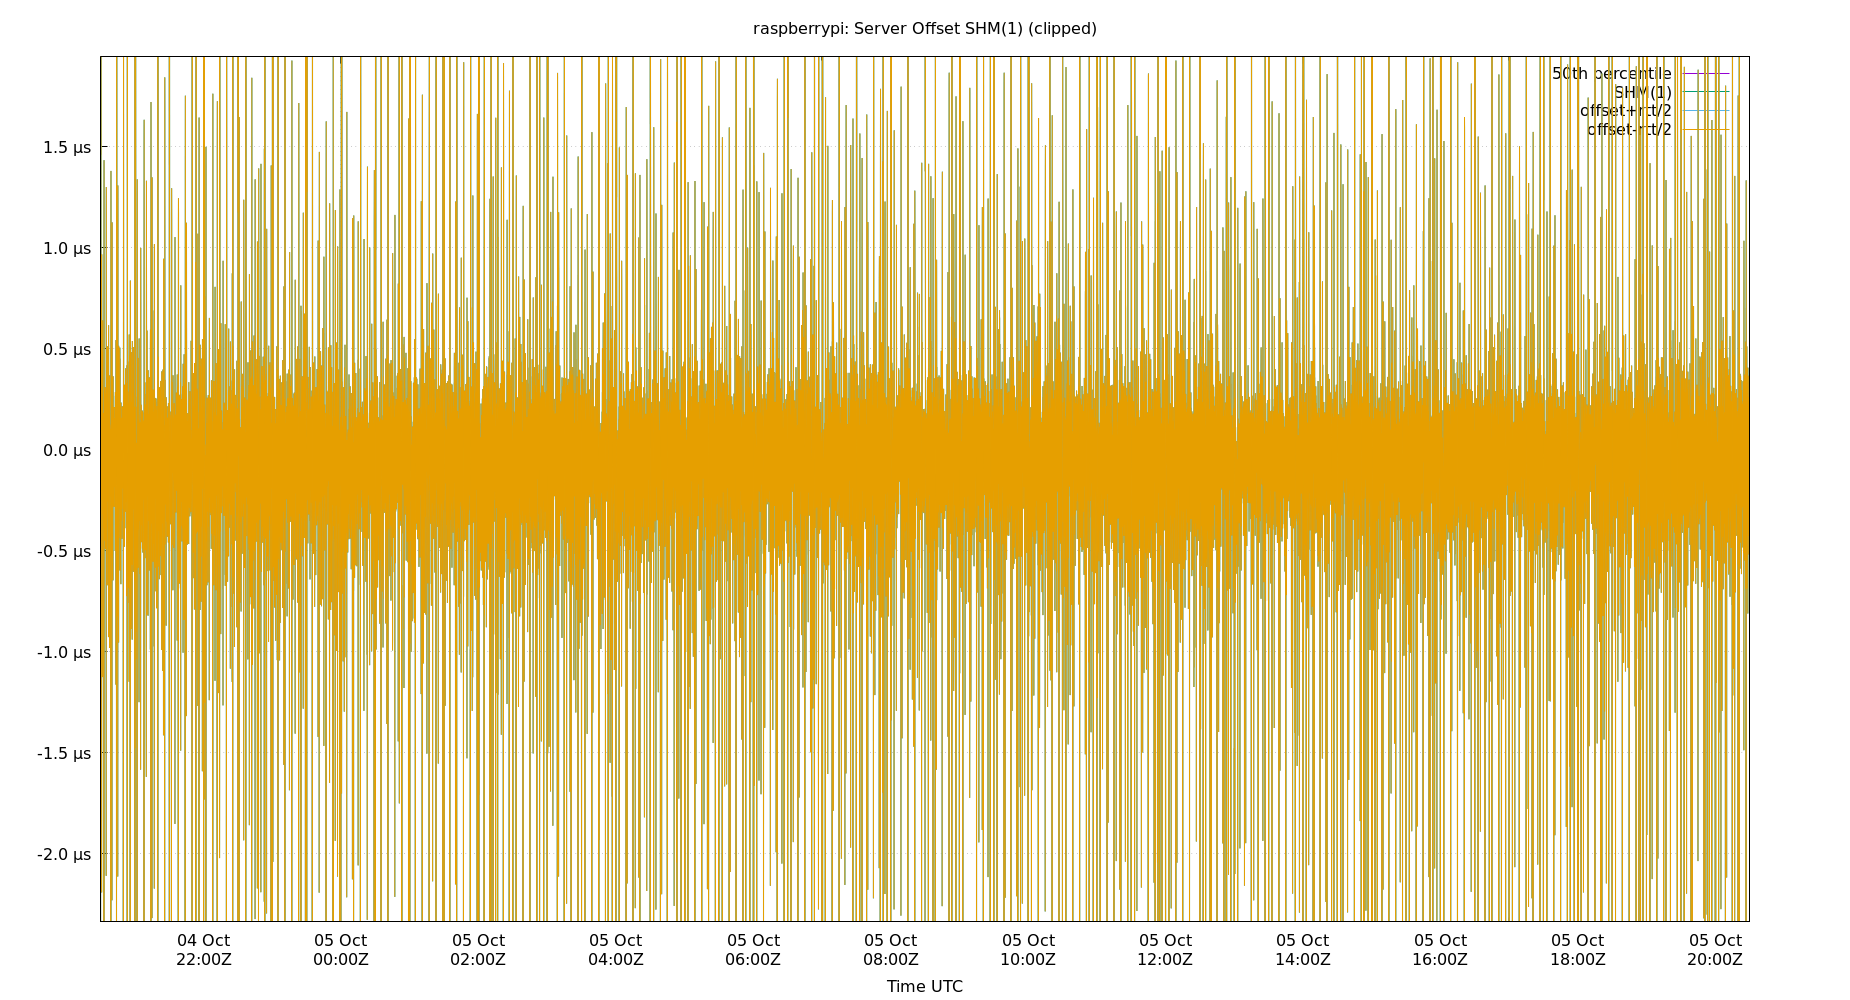 raspberrypi: Server Offset SHM(1) (clipped)
50th percentile
SHM(1)
offset+rtt/2
offset-rtt/2
1.5 μs
1.0 μs
0.5 μs
0.0 μs
-0.5 μs
-1.0 μs
-1.5 μs
-2.0 μs
04 Oct 05 Oct 05 Oct 05 Oct 05 Oct 05 Oct 05 Oct 05 Oct 05 Oct 05 Oct 05 Oct 05 Oct
22:00Z 00:00Z 02:00Z 04:00Z 06:00Z 08:00Z 10:00Z 12:00Z 14:00Z 16:00Z 18:00Z 20:00Z
Time UTC